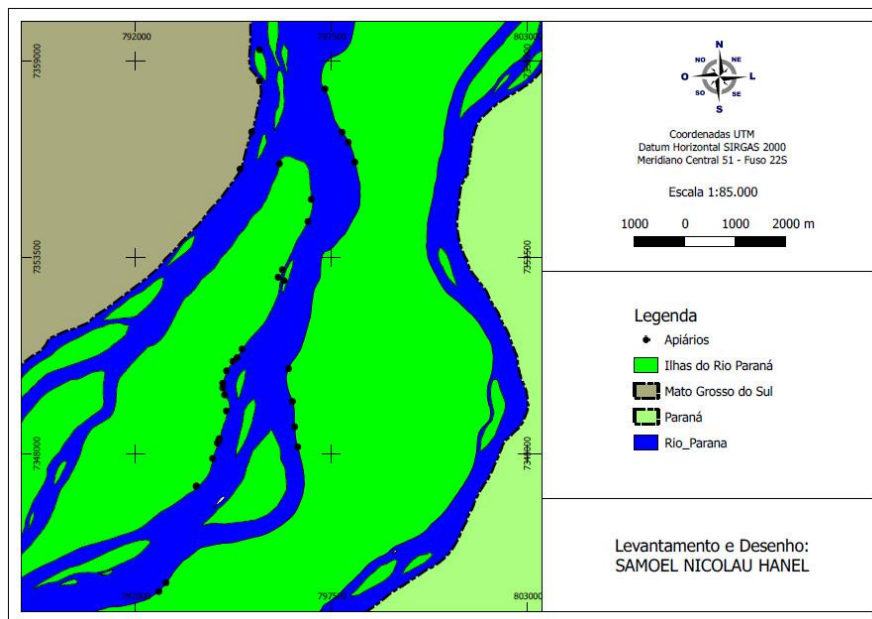 792000
797500
803000
7359000
7359000
N
NO
NE
O
L
SO
SE
S
Coordenadas UTM
Datum Horizontal SIRGAS 2000
Meridiano Central 51 - Fuso 22S
Escala 1:85.000
1000 0 1000 2000 m
7353500
7353500
Legenda
Apiários
Ilhas do Rio Paraná
Mato Grosso do Sul
Paraná
Rio_Parana
7348000
7348000
Levantamento e Desenho:
SAMOEL NICOLAU HANEL
792000
797500
803000